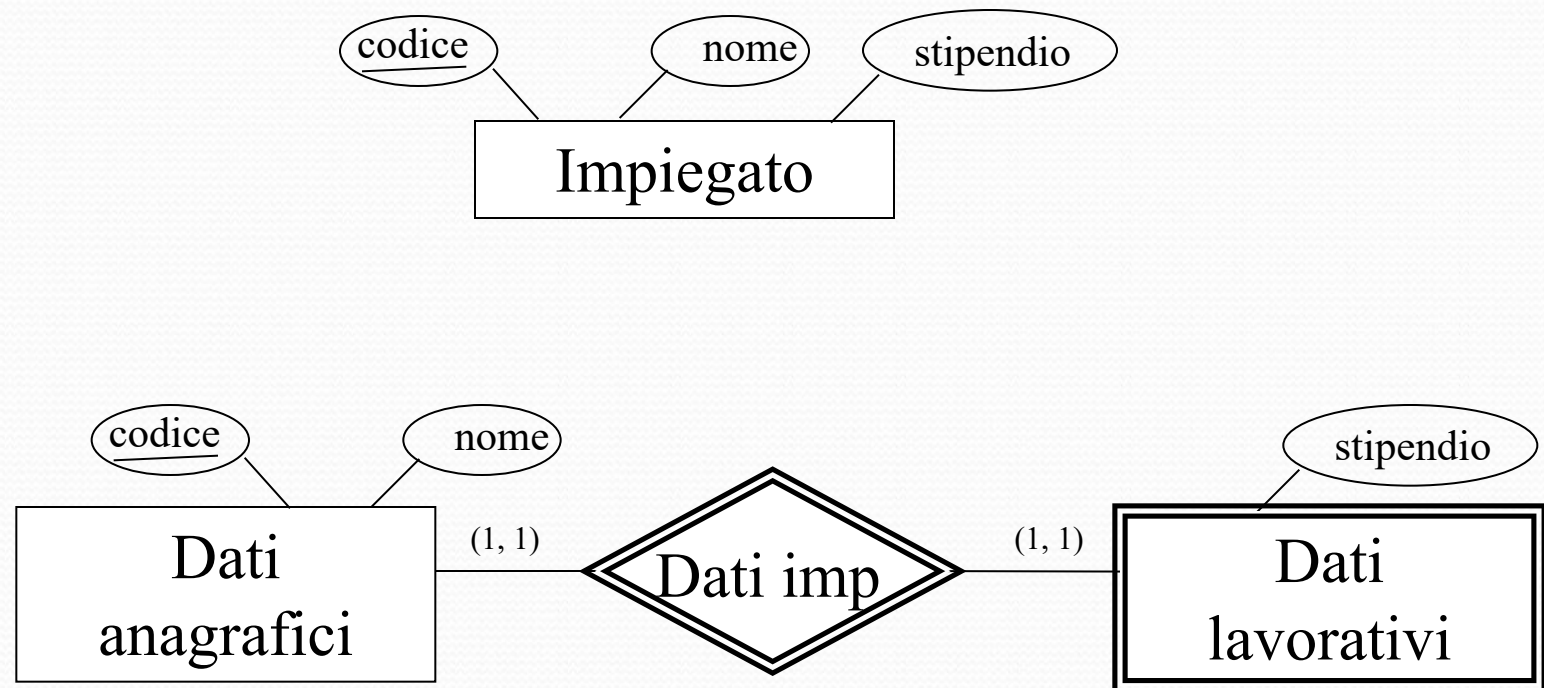 codice
nome
stipendio
Impiegato
codice
nome
stipendio
Dati
anagrafici
(1, 1)
Dati imp
(1, 1)
Dati
lavorativi